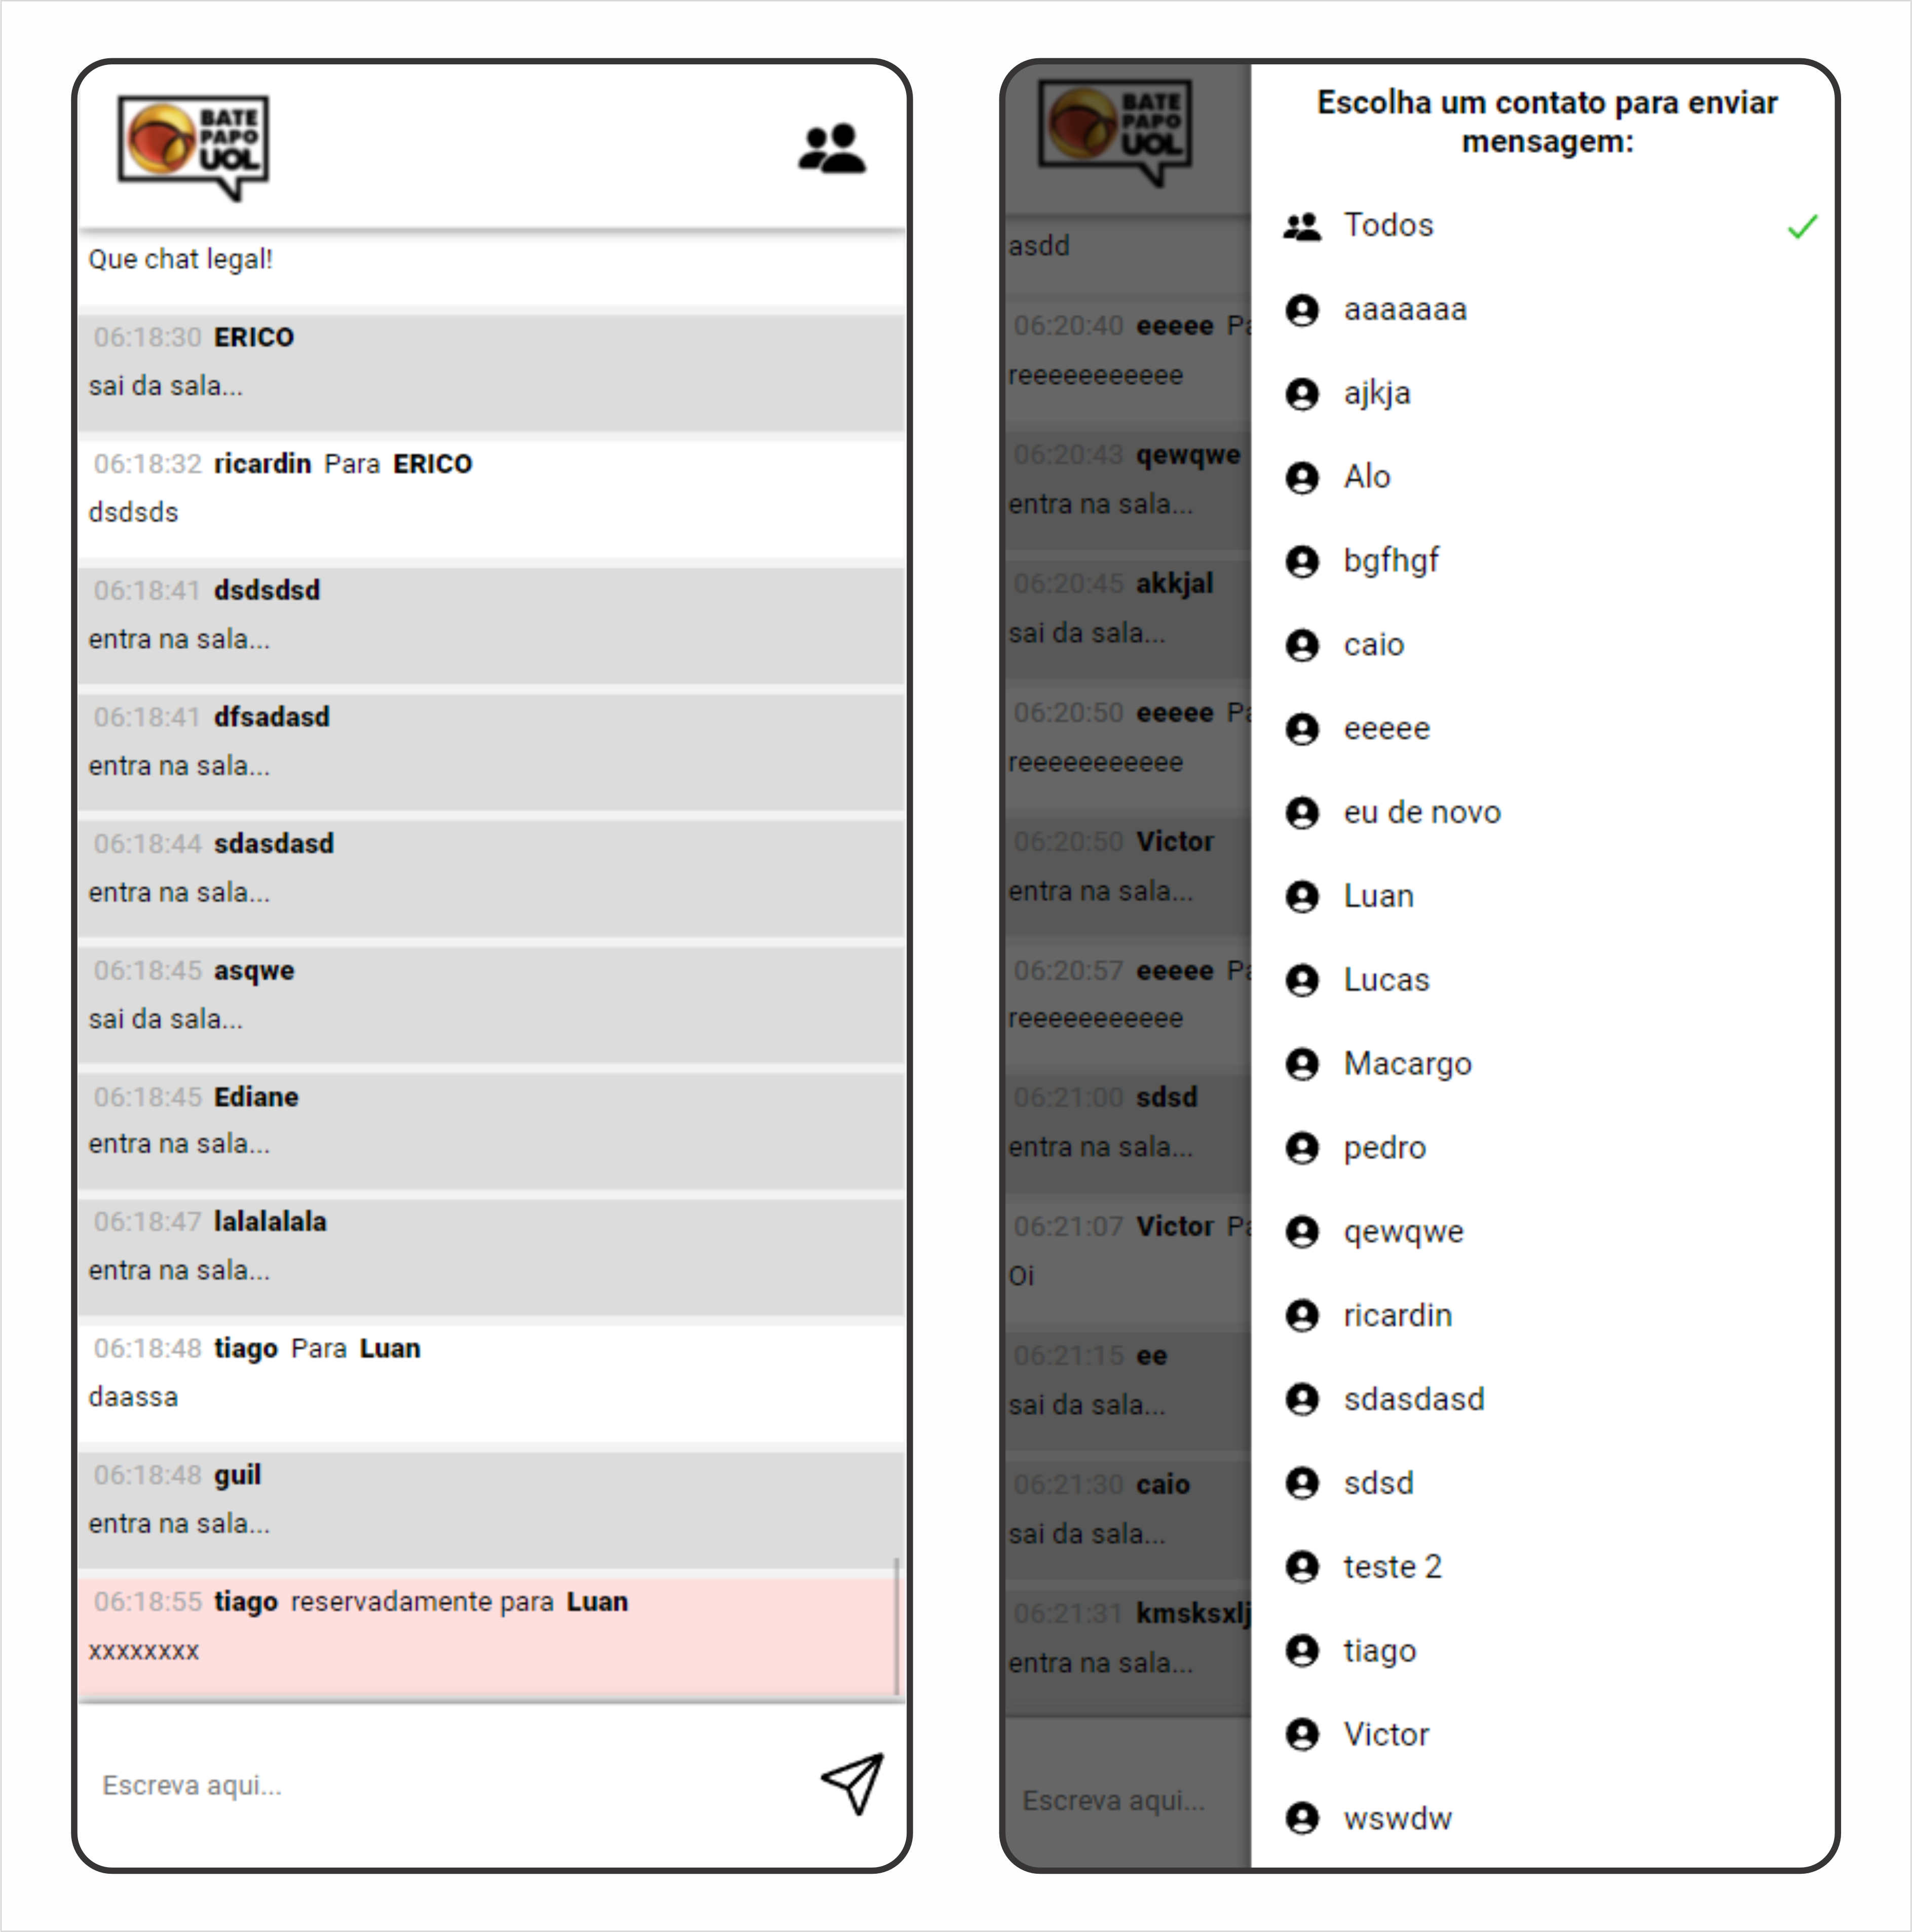 BATE
PAPO
UOL
Que chat legal!
06:18:30 ERICO
sai da sala...
06:18:32 ricardin Para ERICO
dsdsds
06:18:41 dsdsdsd
entra na sala...
06:18:41 dfsadasd
entra na sala...
06:18:44 sdasdasd
entra na sala...
06:18:45 asqwe
sai da sala...
06:18:45 Ediane
entra na sala...
06:18:47 lalalalala
entra na sala...
06:18:48 tiago Para Luan
daassa
06:18:48 guil
entra na sala...
06:18:55 tiago reservadamente para Luan
xxxxxxxx
Escreva aqui...
BATE
PAPO
UOL
asdd
06:20:40 eeeee Pa
reeeeeeeeeee
06:20:43 qewqwe
entra na sala...
06:20:45 akkjal
sai da sala...
06:20:50 eeeee Pa
reeeeeeeeeee
06:20:50 Victor
entra na sala...
06:20:57 eeeee Pa
reeeeeeeeeee
06:21:00 sdsd
entra na sala...
06:21:07 Victor Pa
Oi
06:21:15 ee
sai da sala...
06:21:30 caio
sai da sala...
06:21:31 kmsksxlj
entra na sala...
Escreva aqui...
Escolha um contato para enviar
mensagem:
Todos
aaaaaaa
ajkja
Alo
bgfhgf
caio
eeeee
eu de novo
Luan
Lucas
Macargo
pedro
qewqwe
ricardin
sdasdasd
sdsd
teste 2
tiago
Victor
wswdw